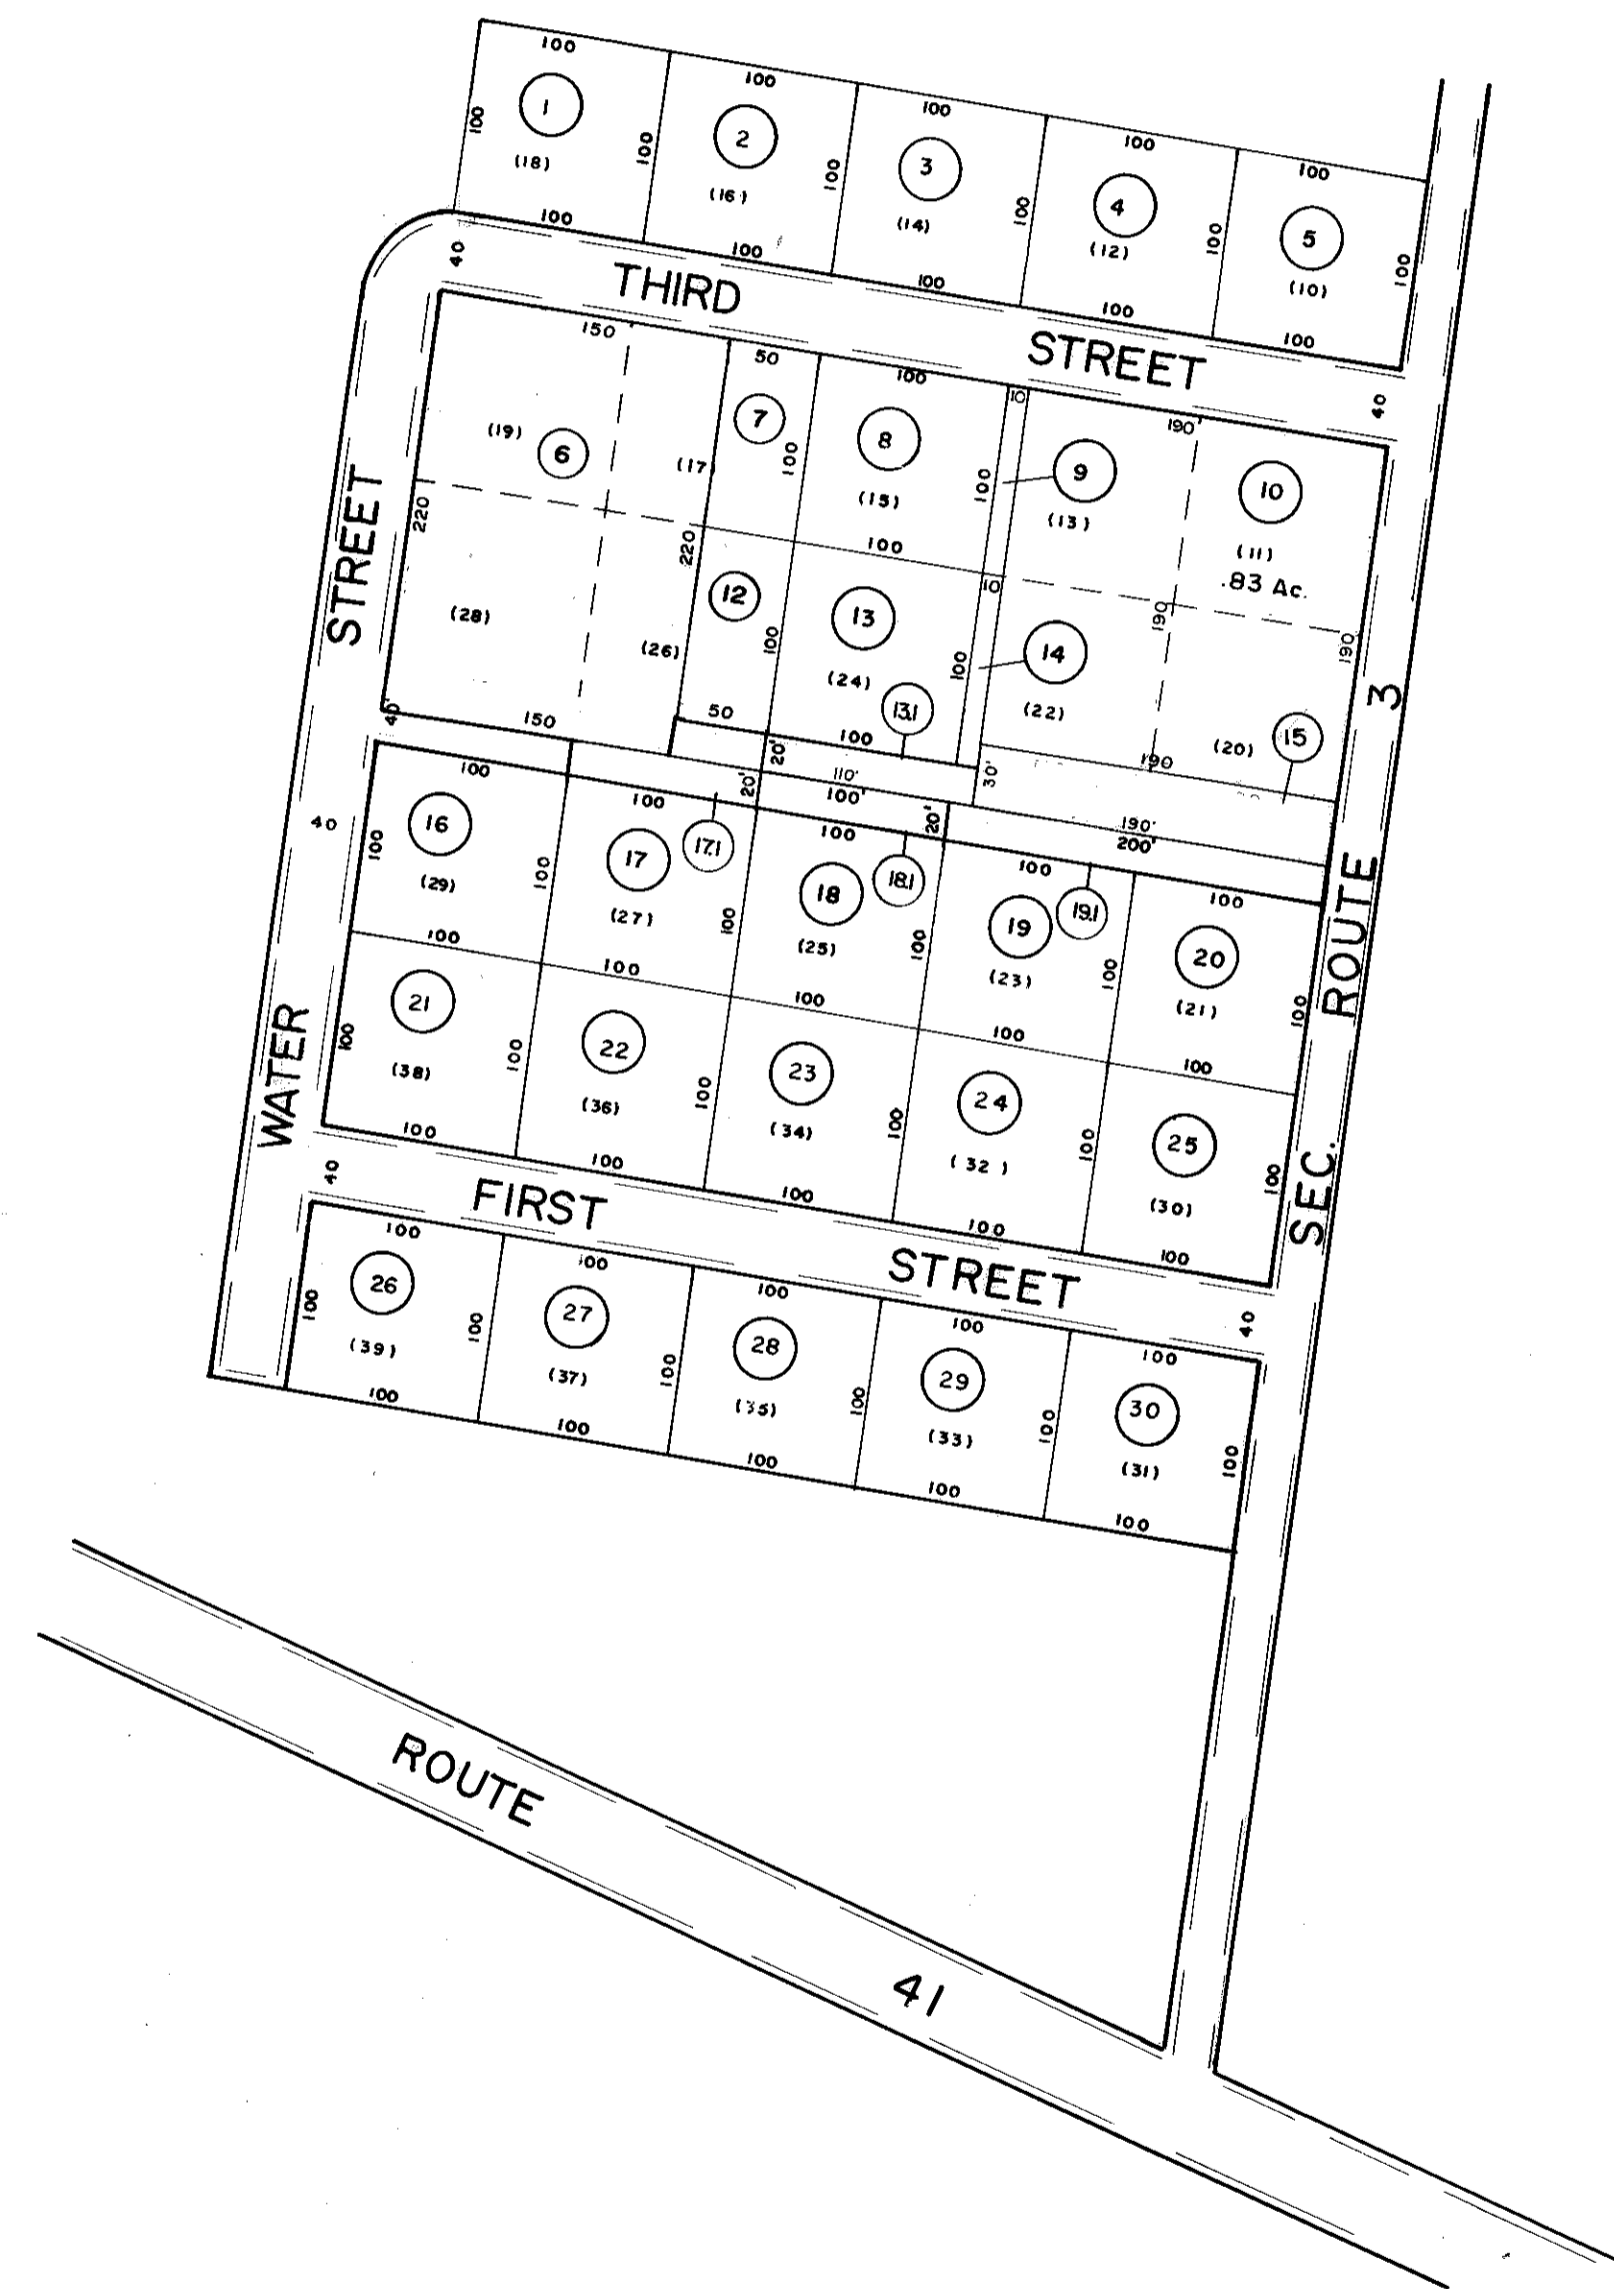 100 100 100 100 100
1 2 3 4 5
100 100 100 100 100 100
(18) (16) (14) (12) (10)
100 100 100 100 100
40 THIRD STREET 40
150 50 100 10 190'
(19) 6 (17) 7 8 9 10
100 100
(15) (13) (11)
.83 Ac.
220 220 100 10
12 13 14 190 190
(28) (26) 100 100
(24) (22) (20) 15
13.1
40' 150 50 100 190
20' 20' 110' 30'
100' 20' 190'
200'
100 100 100 100 100
40 16 17 17.1 18 18.1 19 19.1 20
100 100 100 100 100 100
(29) (27) (25) (23) (21)
100 100 100 100 100
21 22 23 24 25
100 100 100 100 100 100
(38) (36) (34) (32) (30)
100 100 100 100 100
40 FIRST STREET 40
100 100 100 100 100
26 27 28 29 30
100 100 100 100 100 100
(39) (37) (35) (33) (31)
100 100 100 100 100
WATER STREET
SEC. ROUTE 3
ROUTE 41